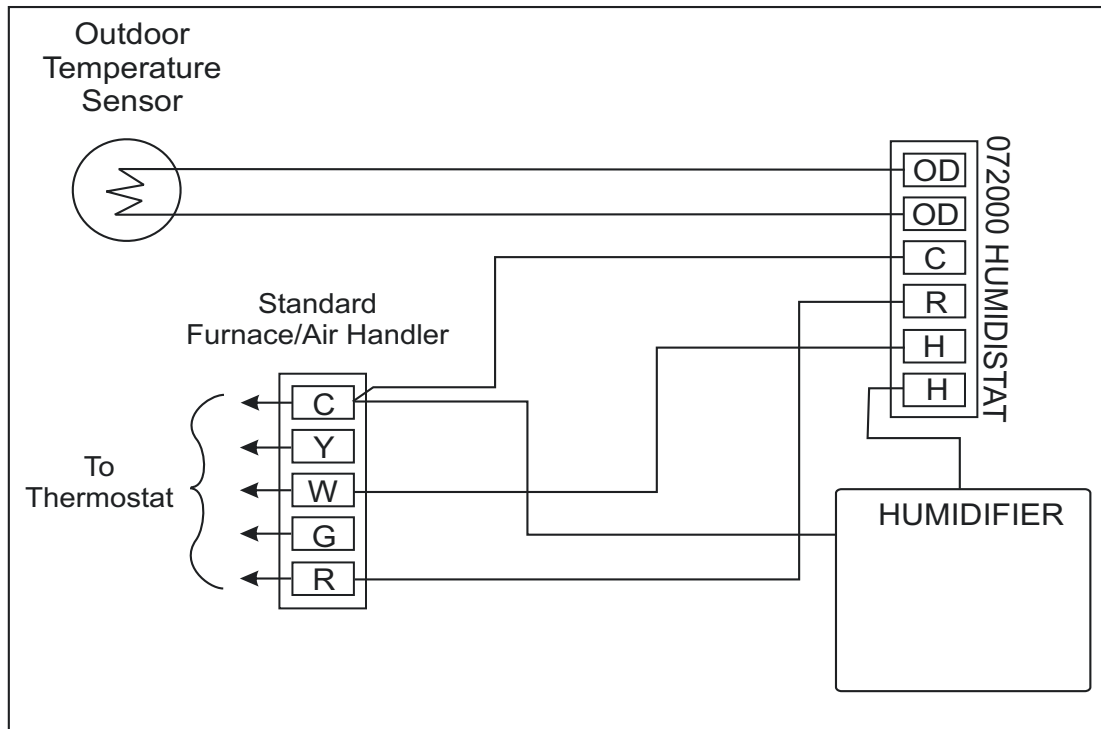 Outdoor
Temperature
Sensor
OD
OD
C
R
H
H
072000 HUMIDISTAT
Standard
Furnace/Air Handler
C
Y
W
G
R
To
Thermostat
HUMIDIFIER